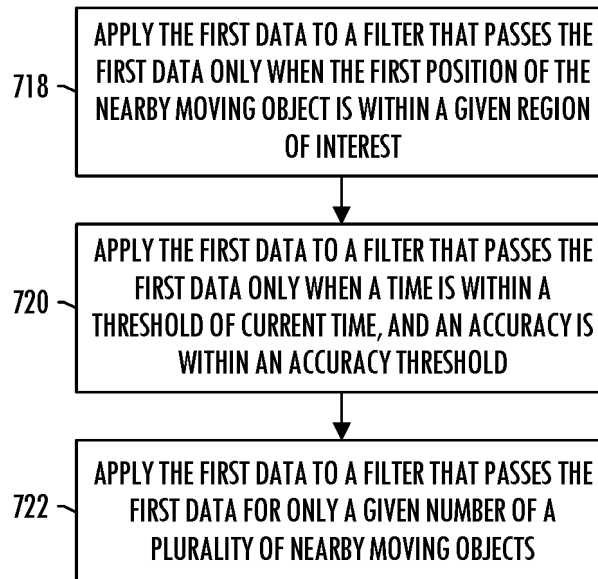 718
APPLY THE FIRST DATA TO A FILTER THAT PASSES THE
FIRST DATA ONLY WHEN THE FIRST POSITION OF THE
NEARBY MOVING OBJECT IS WITHIN A GIVEN REGION
OF INTEREST
720
APPLY THE FIRST DATA TO A FILTER THAT PASSES THE
FIRST DATA ONLY WHEN A TIME IS WITHIN A
THRESHOLD OF CURRENT TIME, AND AN ACCURACY IS
WITHIN AN ACCURACY THRESHOLD
722
APPLY THE FIRST DATA TO A FILTER THAT PASSES THE
FIRST DATA FOR ONLY A GIVEN NUMBER OF A
PLURALITY OF NEARBY MOVING OBJECTS